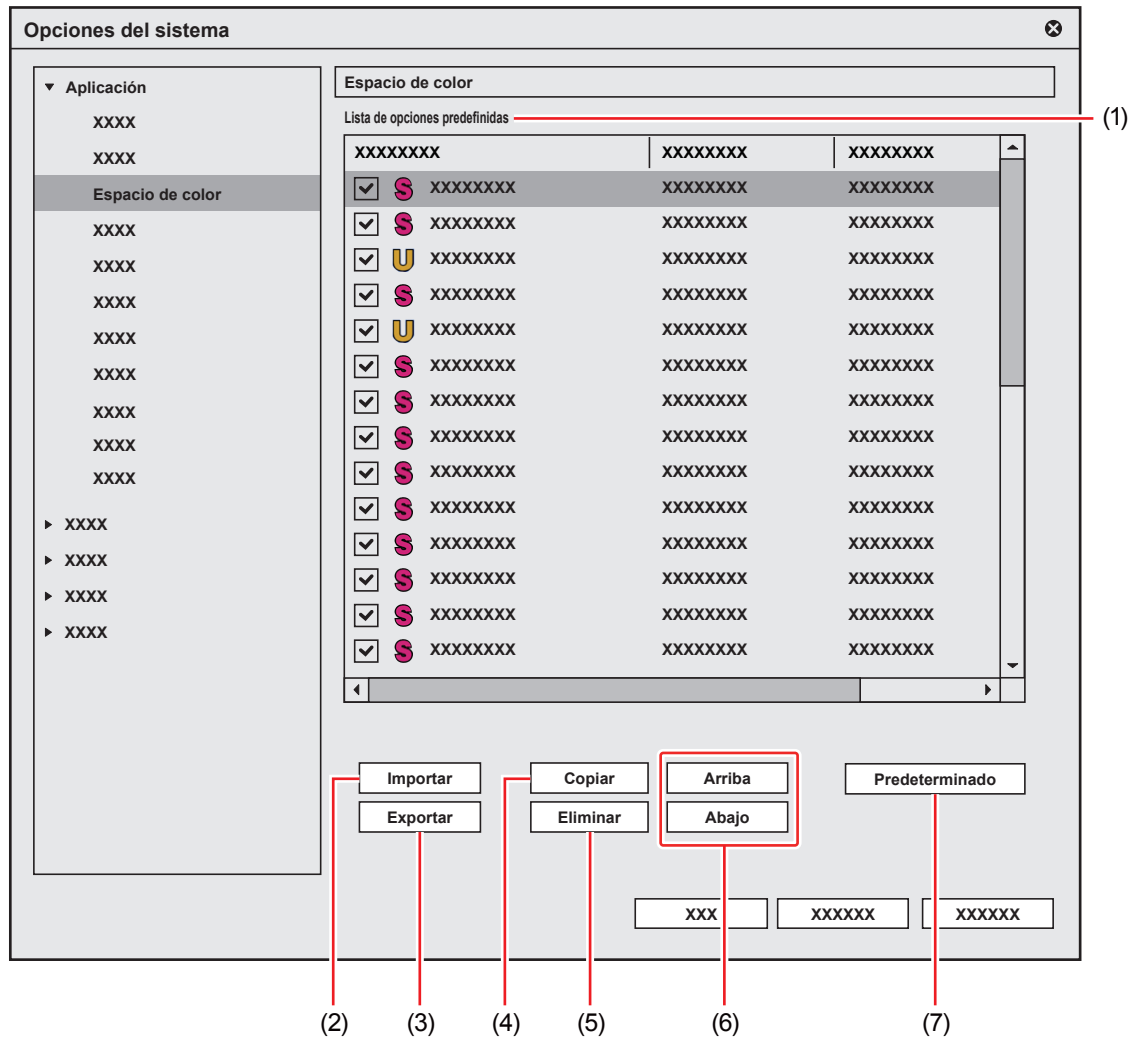 Opciones del sistema
Aplicación
XXXX
XXXX
Espacio de color
XXXX
XXXX
XXXX
XXXX
XXXX
XXXX
XXXX
XXXX
XXXX
XXXX
XXXX
XXXX
Espacio de color
Lista de opciones predefinidas
(1)
XXXXXXXX XXXXXXXX XXXXXXXX
S XXXXXXXX XXXXXXXX XXXXXXXX
S XXXXXXXX XXXXXXXX XXXXXXXX
U XXXXXXXX XXXXXXXX XXXXXXXX
S XXXXXXXX XXXXXXXX XXXXXXXX
U XXXXXXXX XXXXXXXX XXXXXXXX
S XXXXXXXX XXXXXXXX XXXXXXXX
S XXXXXXXX XXXXXXXX XXXXXXXX
S XXXXXXXX XXXXXXXX XXXXXXXX
S XXXXXXXX XXXXXXXX XXXXXXXX
S XXXXXXXX XXXXXXXX XXXXXXXX
S XXXXXXXX XXXXXXXX XXXXXXXX
S XXXXXXXX XXXXXXXX XXXXXXXX
S XXXXXXXX XXXXXXXX XXXXXXXX
S XXXXXXXX XXXXXXXX XXXXXXXX
Importar Copiar Arriba Predeterminado
Exportar Eliminar Abajo
XXX XXXXXX XXXXXX
(2) (3) (4) (5) (6) (7)